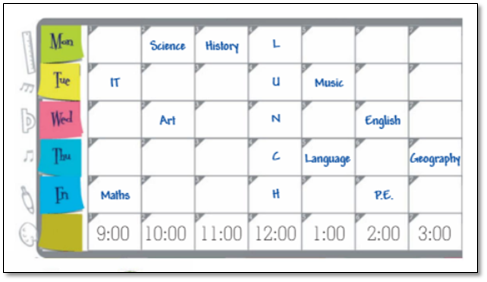 Mon Science History L
Tue IT U Music
Wed Art N English
Thu C Language Geography
Fri Maths H P.E.
9:00 10:00 11:00 12:00 1:00 2:00 3:00